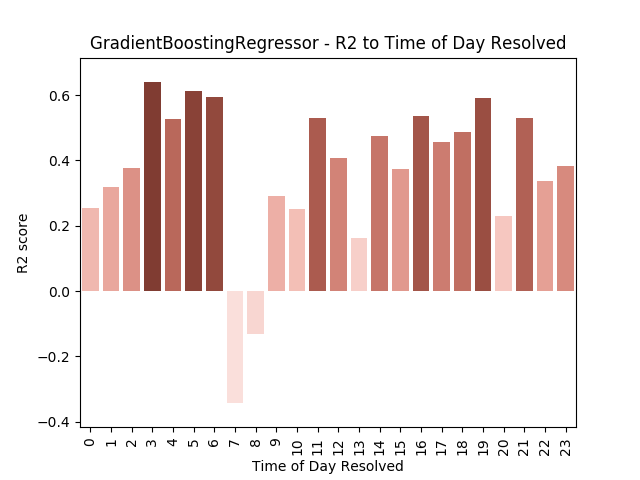 GradientBoostingRegressor - R2 to Time of Day Resolved
R2 score
0.6
0.4
0.2
0.0
−0.2
−0.4
0 1 2 3 4 5 6 7 8 9 10 11 12 13 14 15 16 17 18 19 20 21 22 23
Time of Day Resolved